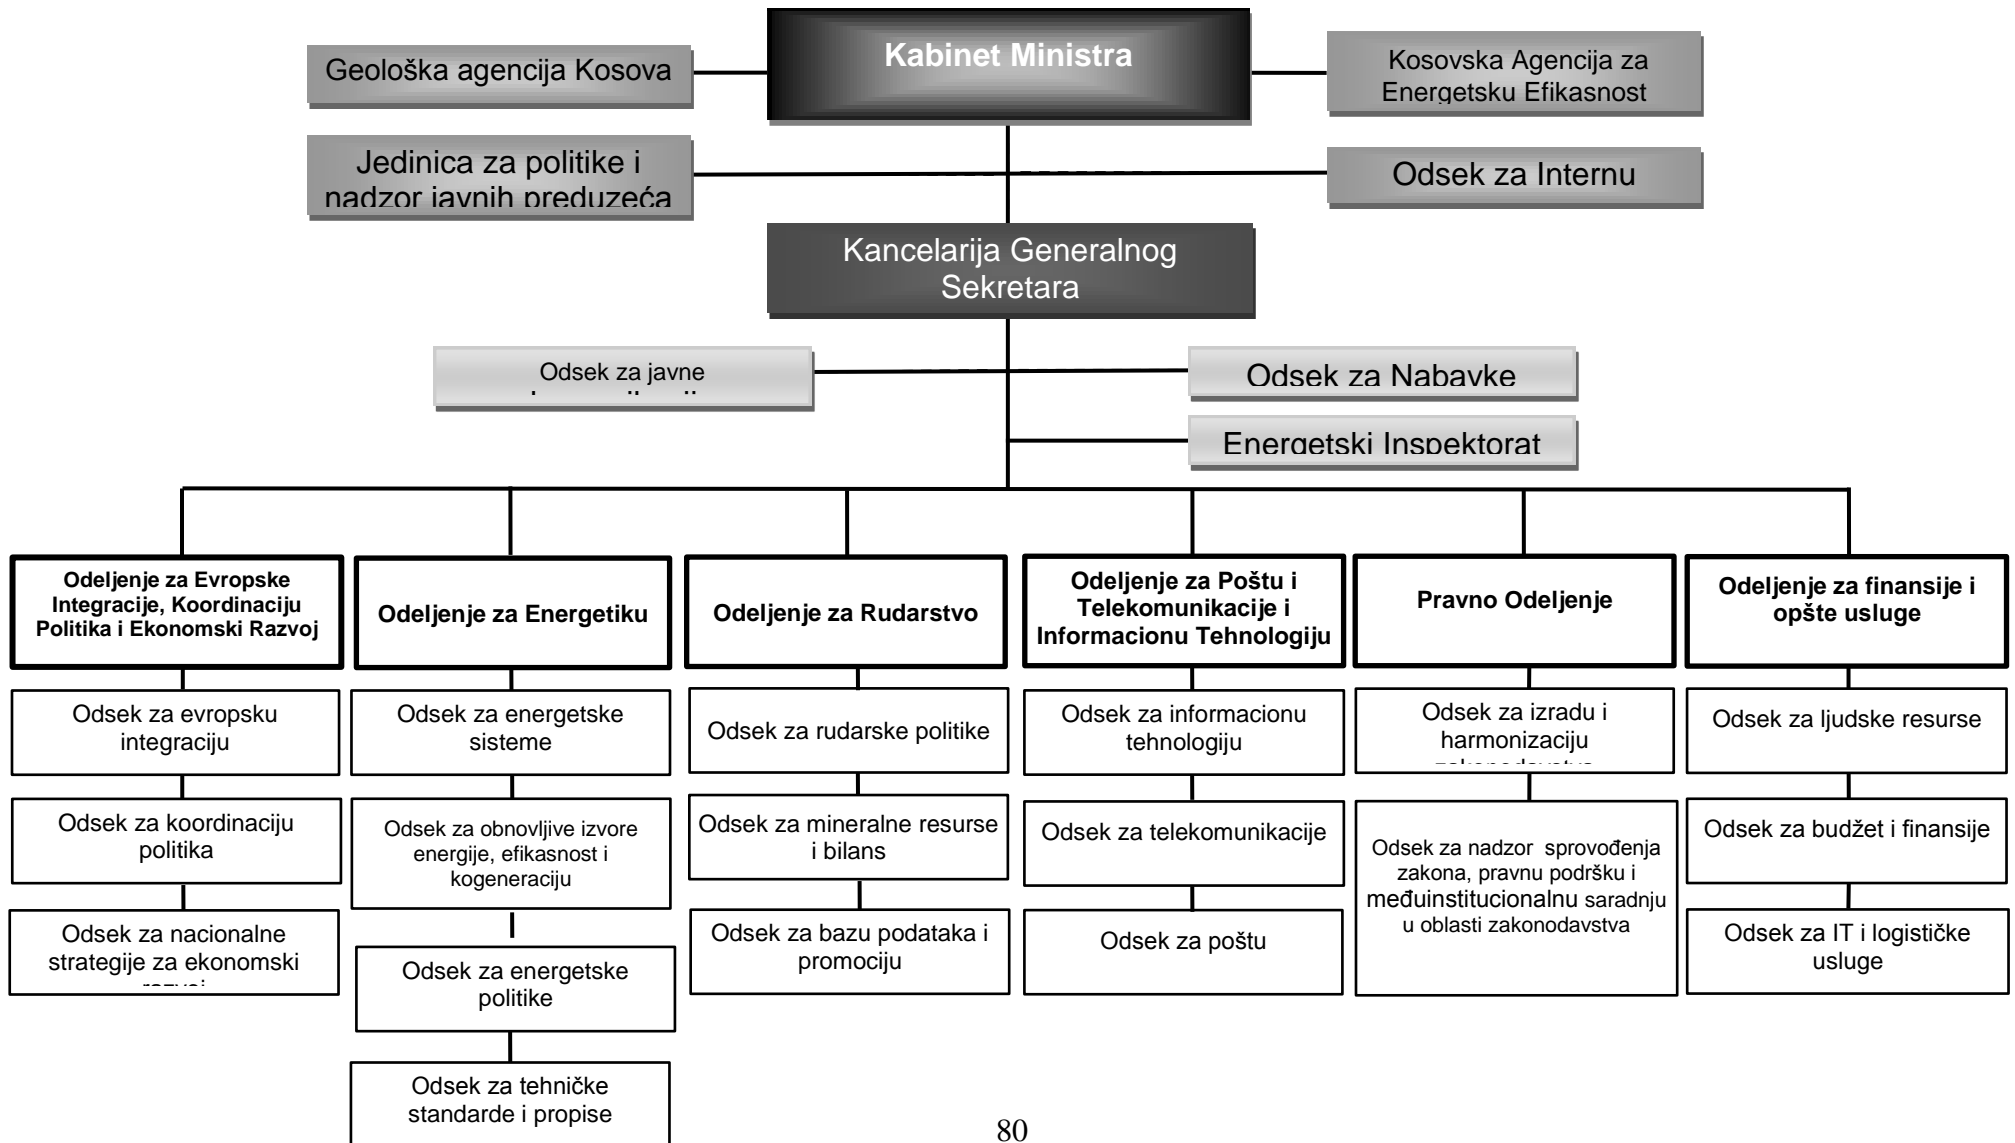 Kabinet Ministra
Geološka agencija Kosova
Kosovska Agencija za
Energetsku Efikasnost
Jedinica za politike i
nadzor javnih preduzeća
Odsek za Internu
Kancelarija Generalnog
Sekretara
Odsek za javne
Odsek za Nabavke
Energetski Inspektorat
Odeljenje za Evropske
Integracije, Koordinaciju
Politika i Ekonomski Razvoj
Odeljenje za Energetiku
Odeljenje za Rudarstvo
Odeljenje za Poštu i
Telekomunikacije i
Informacionu Tehnologiju
Pravno Odeljenje
Odeljenje za finansije i
opšte usluge
Odsek za evropsku
integraciju
Odsek za energetske
sisteme
Odsek za rudarske politike
Odsek za informacionu
tehnologiju
Odsek za izradu i
harmonizaciju
Odsek za ljudske resurse
Odsek za koordinaciju
politika
Odsek za obnovljive izvore
energije, efikasnost i
kogeneraciju
Odsek za mineralne resurse
i bilans
Odsek za telekomunikacije
Odsek za nadzor sprovođenja
zakona, pravnu podršku i
međuinstitucionalnu saradnju
u oblasti zakonodavstva
Odsek za budžet i finansije
Odsek za nacionalne
strategije za ekonomski
Odsek za energetske
politike
Odsek za bazu podataka i
promociju
Odsek za poštu
Odsek za IT i logističke
usluge
Odsek za tehničke
standarde i propise
80